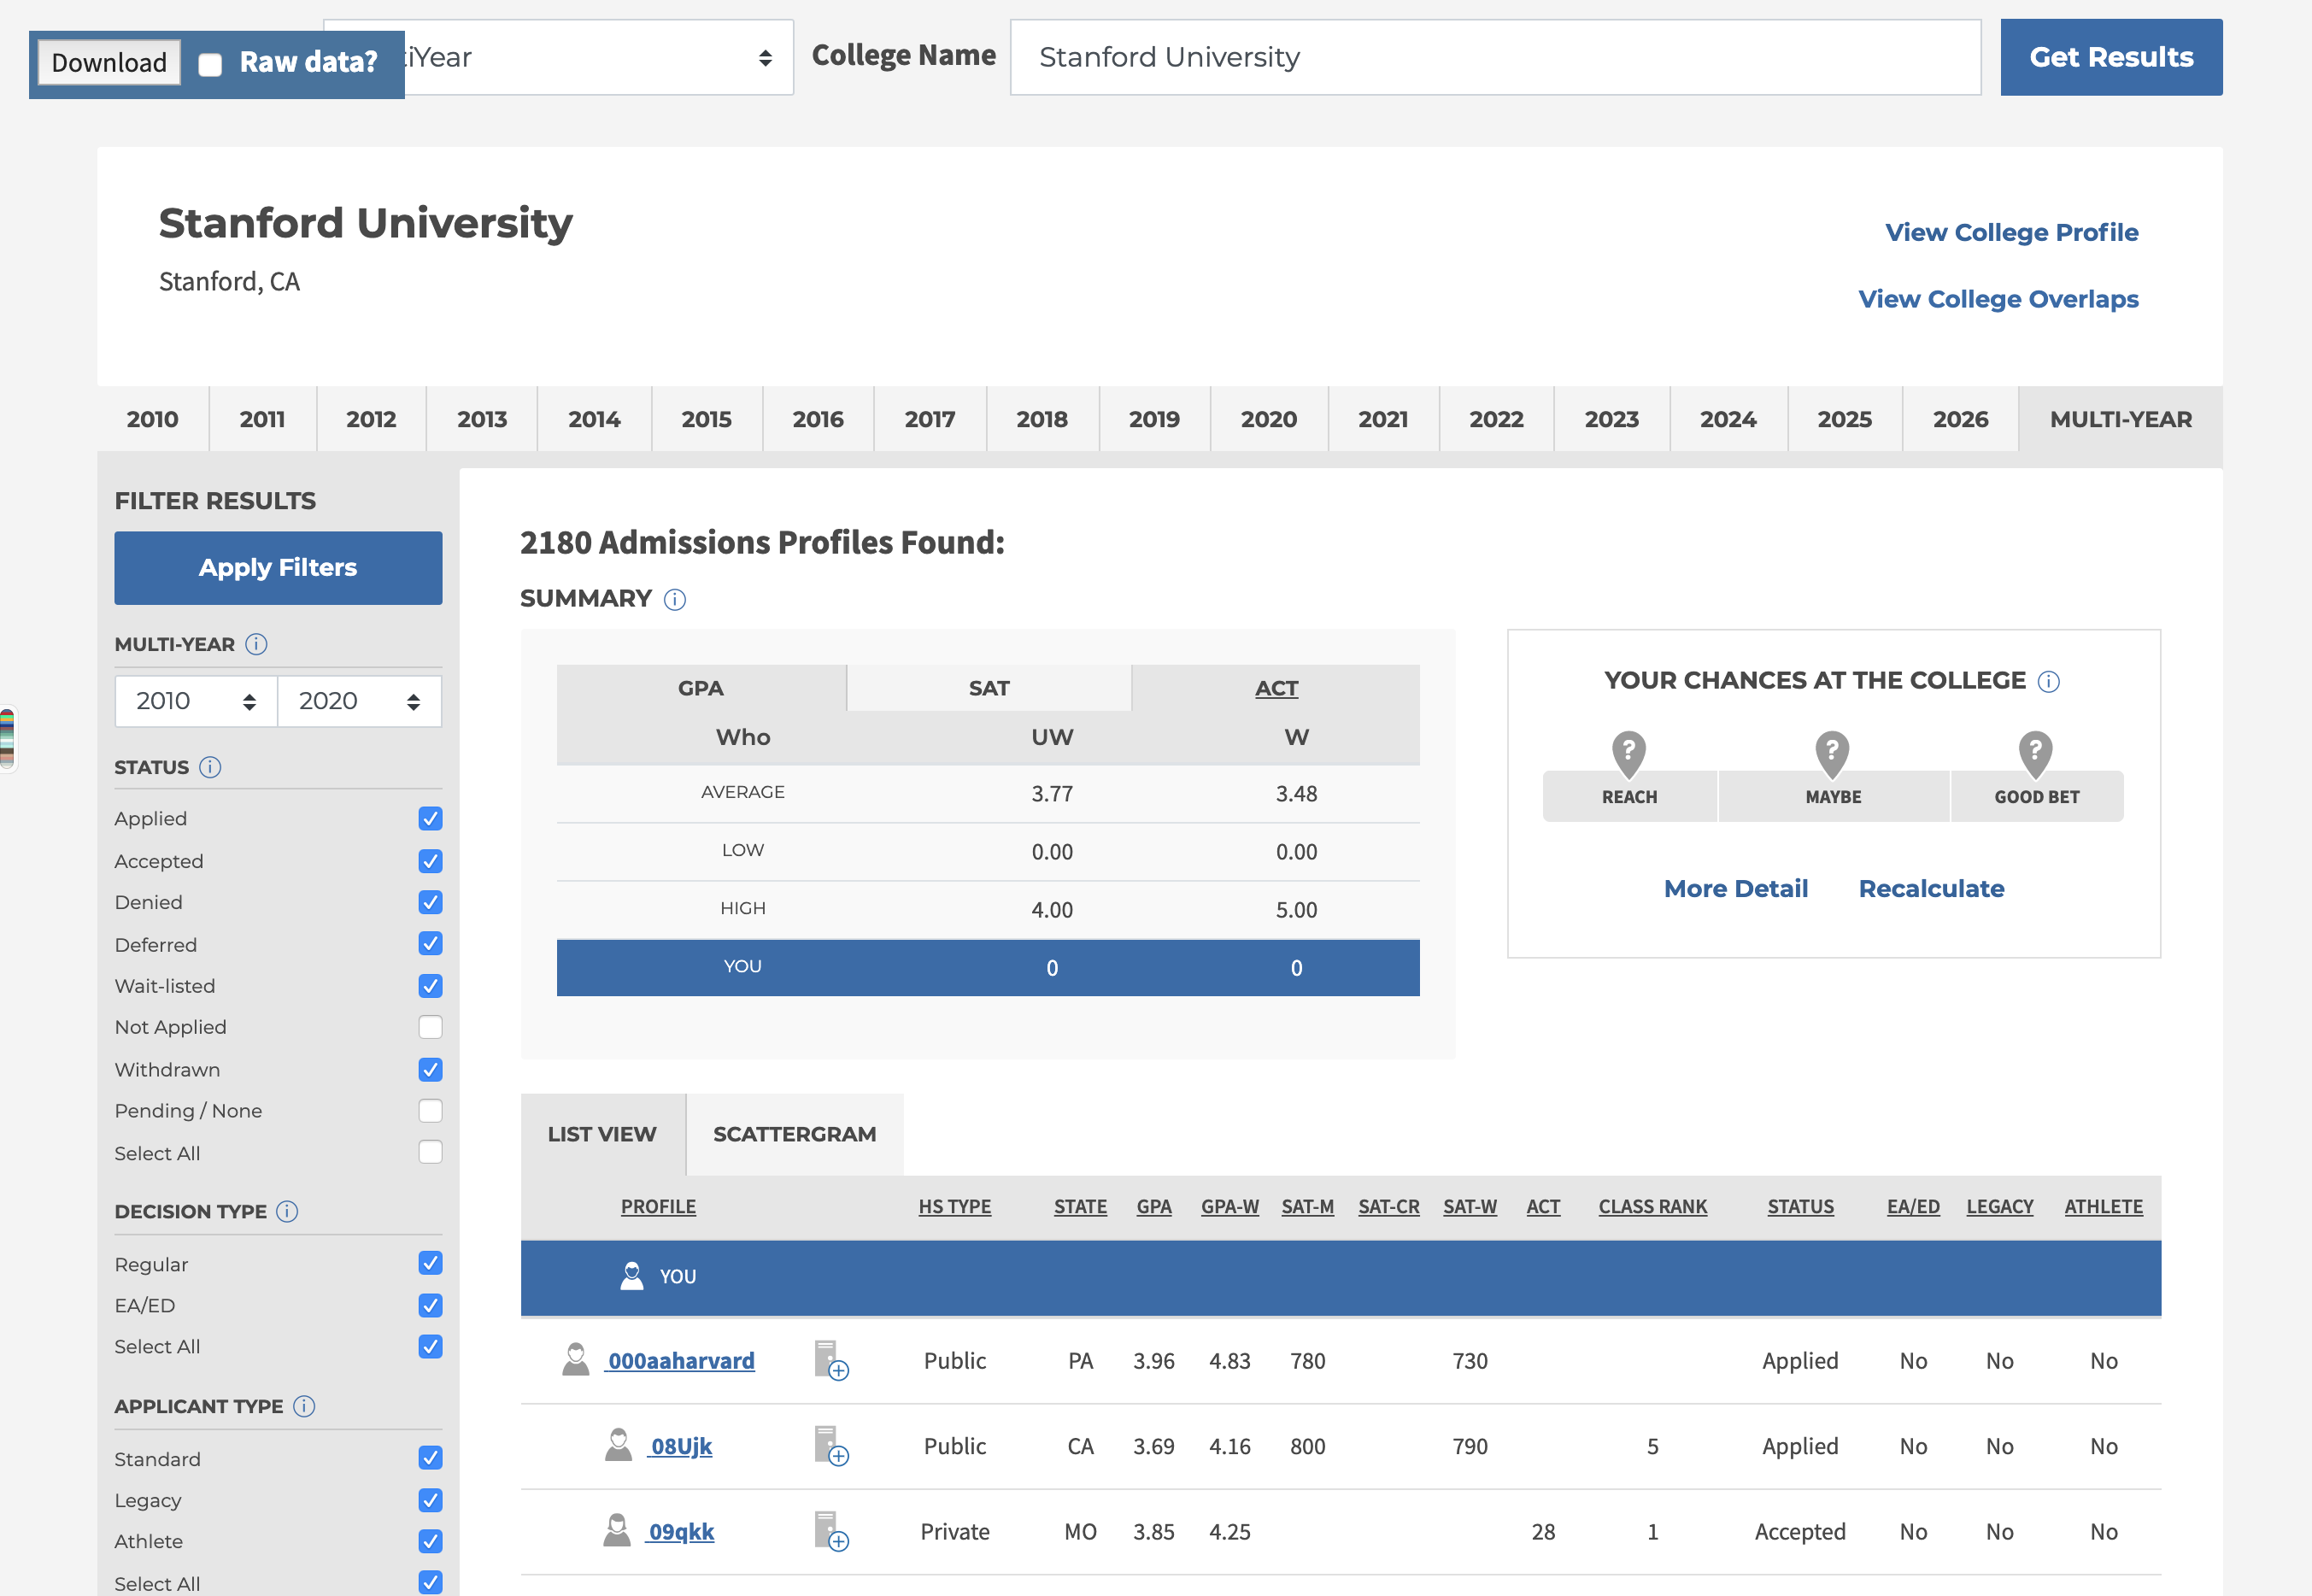 Download Raw data? tiYear College Name Stanford University Get Results
Stanford University
Stanford, CA
View College Profile
View College Overlaps
2010 2011 2012 2013 2014 2015 2016 2017 2018 2019 2020 2021 2022 2023 2024 2025 2026 MULTI-YEAR
FILTER RESULTS
Apply Filters
MULTI-YEAR
2010 2020
STATUS
Applied
Accepted
Denied
Deferred
Wait-listed
Not Applied
Withdrawn
Pending / None
Select All
DECISION TYPE
Regular
EA/ED
Select All
APPLICANT TYPE
Standard
Legacy
Athlete
Select All
2180 Admissions Profiles Found:
SUMMARY
GPA SAT ACT
Who UW W
AVERAGE 3.77 3.48
LOW 0.00 0.00
HIGH 4.00 5.00
YOU 0 0
YOUR CHANCES AT THE COLLEGE
? ? ?
REACH MAYBE GOOD BET
More Detail Recalculate
LIST VIEW SCATTERGRAM
PROFILE HS TYPE STATE GPA GPA-W SAT-M SAT-CR SAT-W ACT CLASS RANK STATUS EA/ED LEGACY ATHLETE
YOU
000aaharvard Public PA 3.96 4.83 780 730 Applied No No No
08Ujk Public CA 3.69 4.16 800 790 5 Applied No No No
09qkk Private MO 3.85 4.25 28 1 Accepted No No No